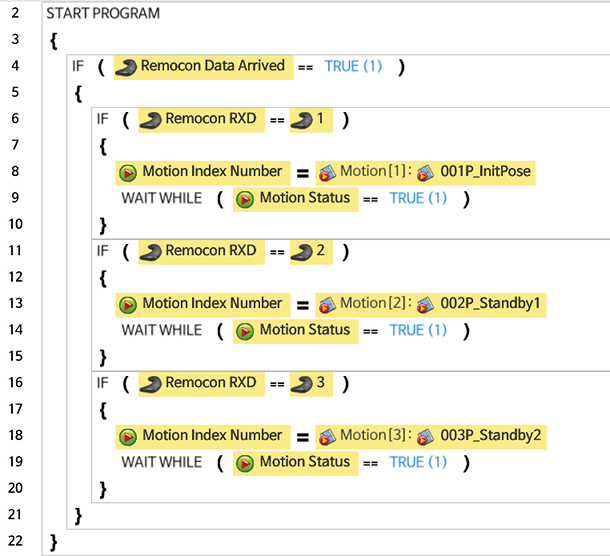 2 START PROGRAM
3 {
4 IF ( Remocon Data Arrived == TRUE (1) )
5 {
6 IF ( Remocon RXD == 1 )
7 {
8 Motion Index Number = Motion[1]: 001P_InitPose
9 WAIT WHILE ( Motion Status == TRUE (1) )
10 }
11 IF ( Remocon RXD == 2 )
12 {
13 Motion Index Number = Motion[2]: 002P_Standby1
14 WAIT WHILE ( Motion Status == TRUE (1) )
15 }
16 IF ( Remocon RXD == 3 )
17 {
18 Motion Index Number = Motion[3]: 003P_Standby2
19 WAIT WHILE ( Motion Status == TRUE (1) )
20 }
21 }
22 }